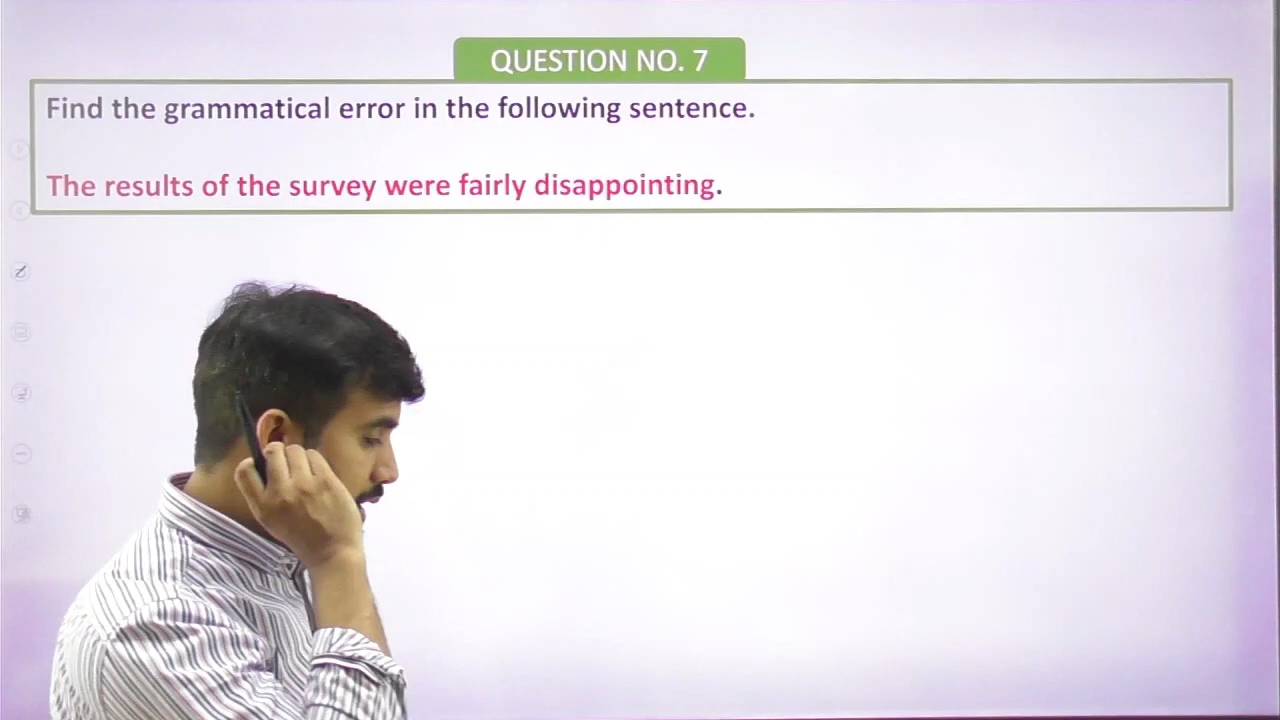 QUESTION NO. 7
Find the grammatical error in the following sentence.
The results of the survey were fairly disappointing.